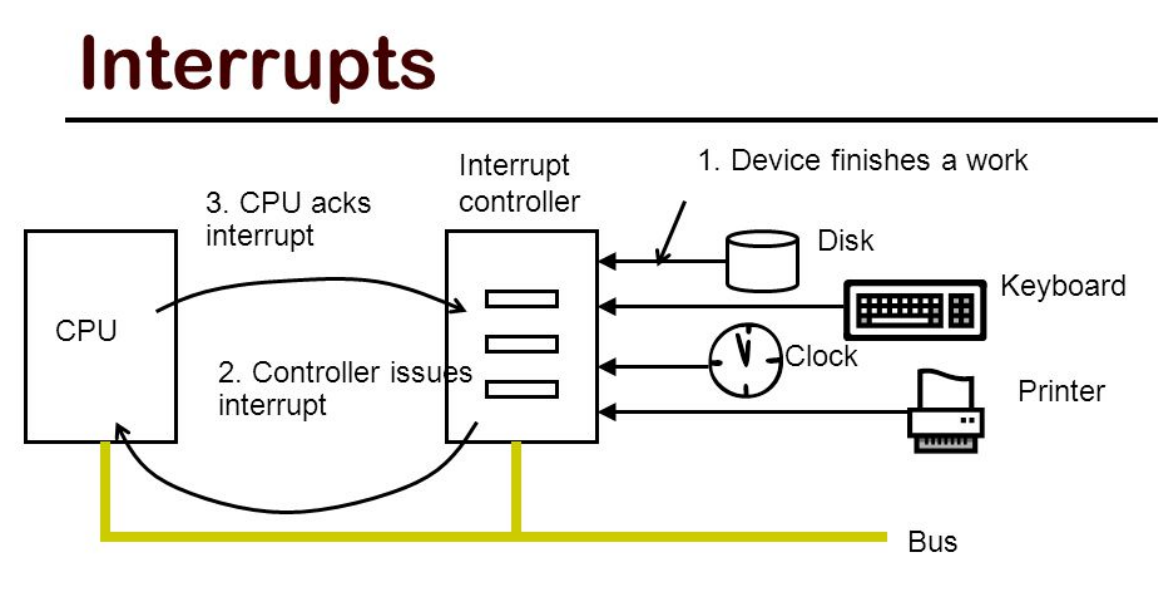 Interrupts
Interrupt
controller
1. Device finishes a work
3. CPU acks
interrupt
Disk
Keyboard
CPU
Clock
2. Controller issues
interrupt
Printer
Bus